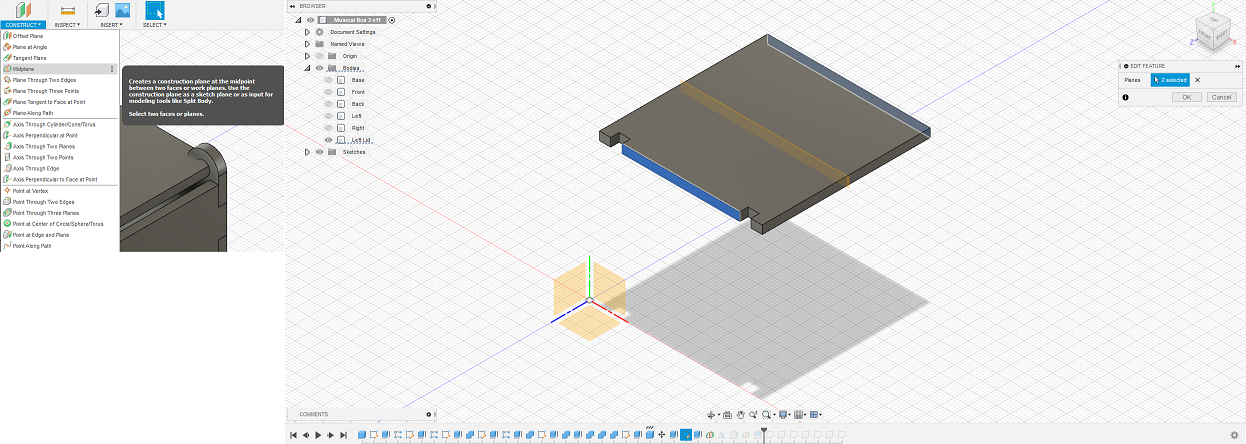 CONSTRUCT
INSPECT
INSERT
SELECT
Offset Plane
Plane at Angle
Tangent Plane
Midplane
Plane Through Two Edges
Plane Through Three Points
Plane Tangent to Face at Point
Plane Along Path
Axis Through Cylinder/Cone/Torus
Axis Perpendicular at Point
Axis Through Two Planes
Axis Through Two Points
Axis Through Edge
Axis Perpendicular to Face at Point
Point at Vertex
Point Through Two Edges
Point Through Three Planes
Point at Center of Circle/Sphere/Torus
Point at Edge and Plane
Point Along Path
Creates a construction plane at the midpoint
between two faces or work planes. Use the
construction plane as a sketch plane or as input for
modeling tools like Split Body.
Select two faces or planes.
BROWSER
Musical Box 3 v11
Document Settings
Named Views
Origin
Bodies
Base
Front
Back
Left
Right
Left Lid
Sketches
Y
TOP
FRONT
RIGHT
Z
X
EDIT FEATURE
Planes
2 selected
OK
Cancel
COMMENTS